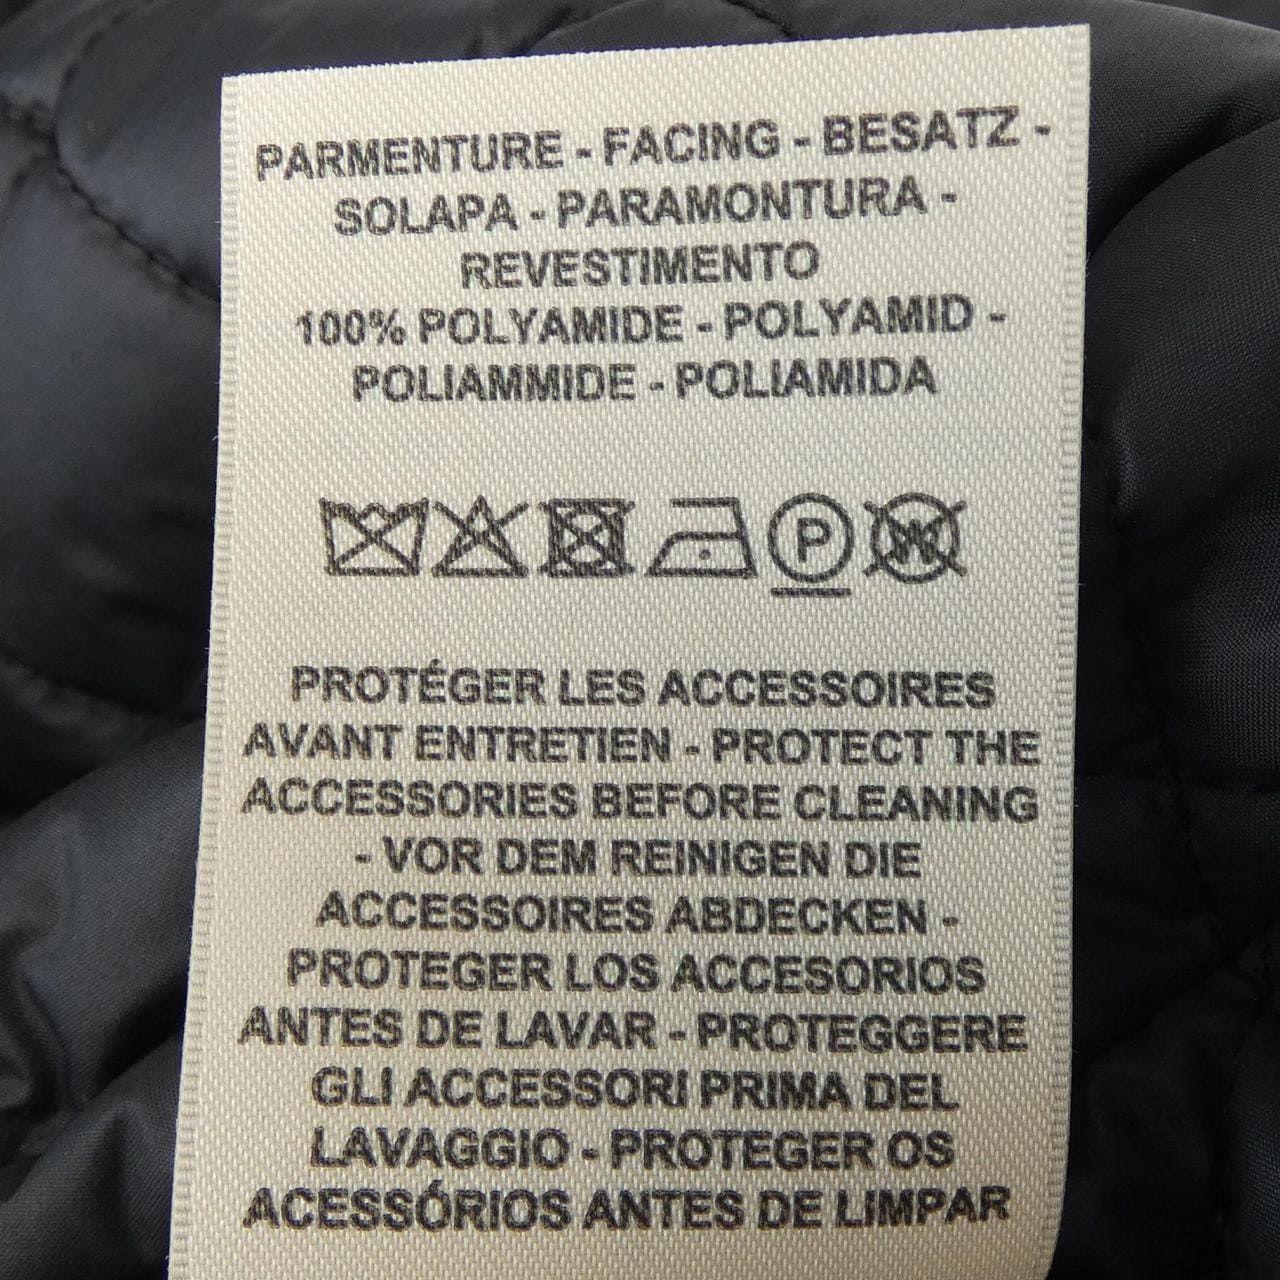 PARMENTURE - FACING - BESATZ -
SOLAPA - PARAMONTURA -
REVESTIMENTO
100% POLYAMIDE - POLYAMID -
POLIAMMIDE - POLIAMIDA
P W
PROTÉGER LES ACCESSOIRES
AVANT ENTRETIEN - PROTECT THE
ACCESSORIES BEFORE CLEANING
- VOR DEM REINIGEN DIE
ACCESSOIRES ABDECKEN -
PROTEGER LOS ACCESORIOS
ANTES DE LAVAR - PROTEGGERE
GLI ACCESSORI PRIMA DEL
LAVAGGIO - PROTEGER OS
ACESSÓRIOS ANTES DE LIMPAR